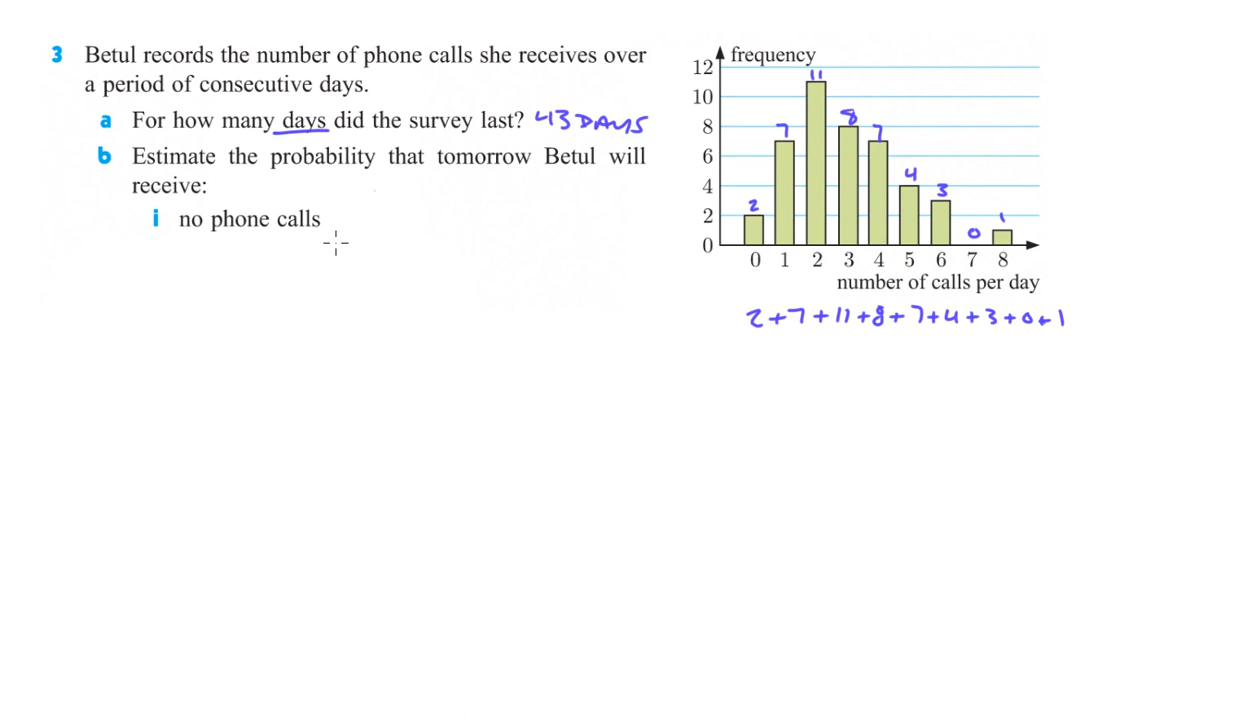 3 Betul records the number of phone calls she receives over
a period of consecutive days.
a For how many days did the survey last? 43 DAYS
b Estimate the probability that tomorrow Betul will
receive:
i no phone calls
frequency
12
10
8
6
4
2
0
2 7 11 8 7 4 3 0 1
0 1 2 3 4 5 6 7 8
number of calls per day
2+7+11+8+7+4+3+0+1